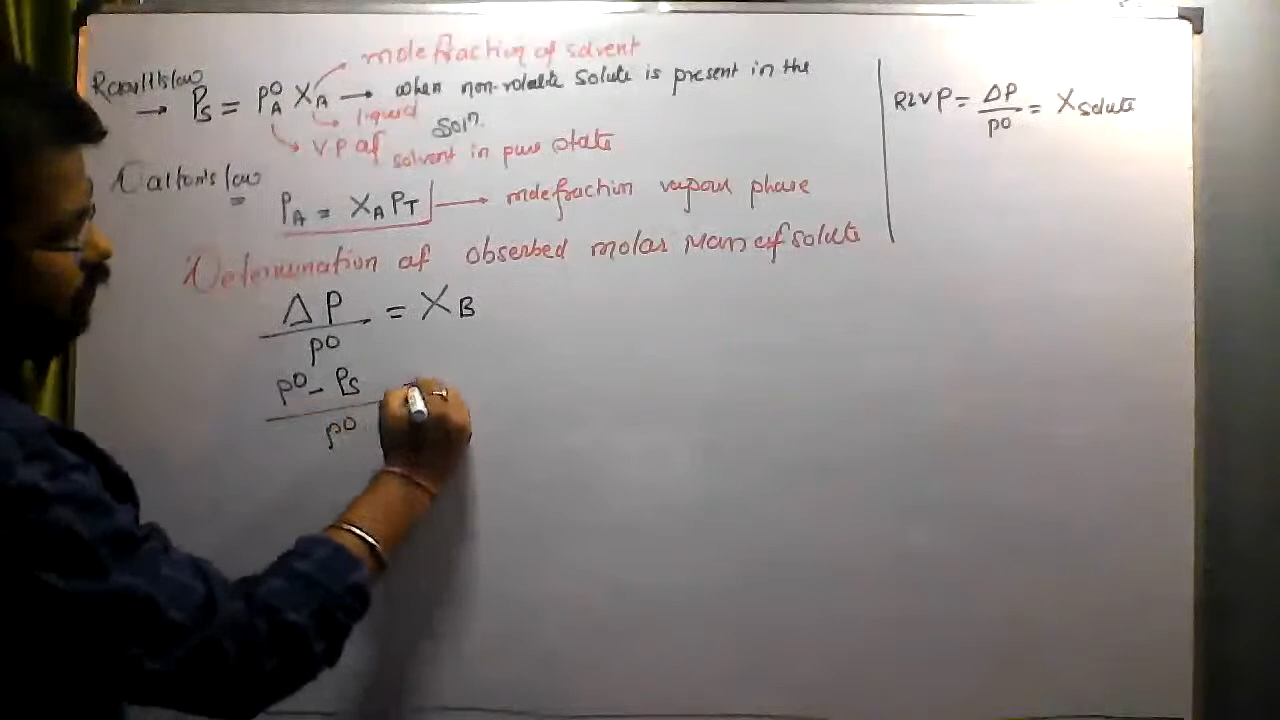 Raoult's law
mole fraction of solvent
→ Ps = P°A XA → when non-volatile solute is present in the
→ liquid Sol?.
→ V P of solvent in pure state
Dalton's law
PA = XA PT → mole fraction vapour phase
Determination of observed molar Mass of solute
ΔP / P° = XB
P° - Ps / P°
RLVP = ΔP / P° = X solute